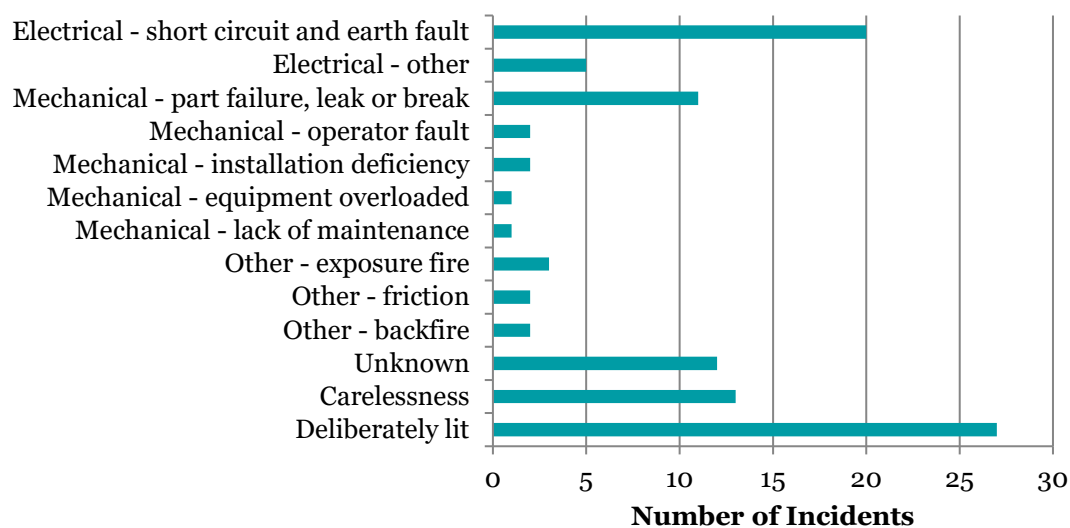 Electrical - short circuit and earth fault
Electrical - other
Mechanical - part failure, leak or break
Mechanical - operator fault
Mechanical - installation deficiency
Mechanical - equipment overloaded
Mechanical - lack of maintenance
Other - exposure fire
Other - friction
Other - backfire
Unknown
Carelessness
Deliberately lit
0 5 10 15 20 25 30
Number of Incidents